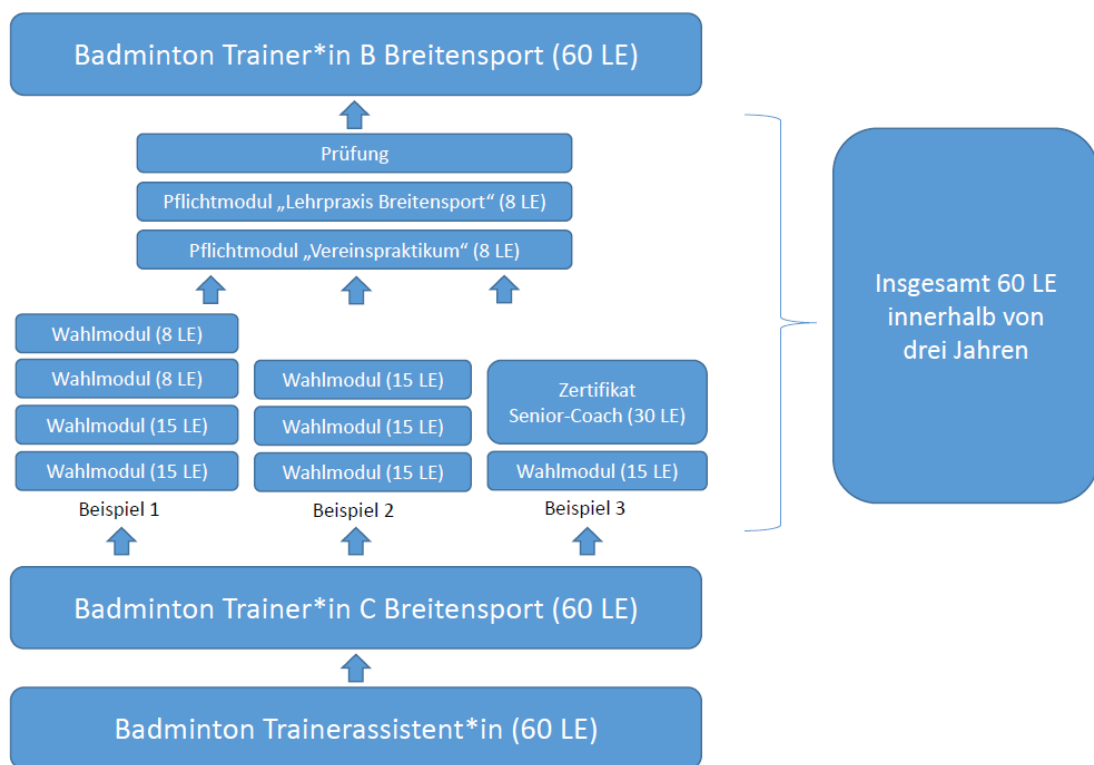 Badminton Trainer*in B Breitensport (60 LE)
Prüfung
Pflichtmodul „Lehrpraxis Breitensport“ (8 LE)
Pflichtmodul „Vereinspraktikum“ (8 LE)
Wahlmodul (8 LE)
Wahlmodul (8 LE)
Wahlmodul (15 LE)
Wahlmodul (15 LE)
Beispiel 1
Wahlmodul (15 LE)
Wahlmodul (15 LE)
Wahlmodul (15 LE)
Beispiel 2
Zertifikat
Senior-Coach (30 LE)
Wahlmodul (15 LE)
Beispiel 3
Badminton Trainer*in C Breitensport (60 LE)
Badminton Trainerassistent*in (60 LE)
Insgesamt 60 LE
innerhalb von
drei Jahren